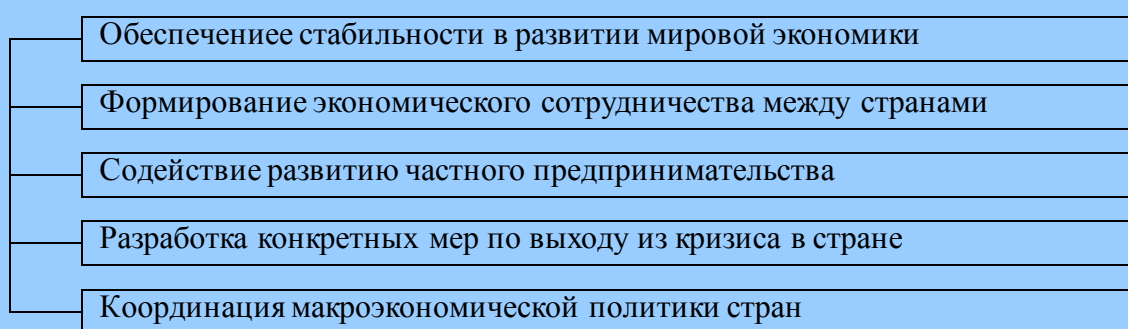 Обеспечениее стабильности в развитии мировой экономики
Формирование экономического сотрудничества между странами
Содействие развитию частного предпринимательства
Разработка конкретных мер по выходу из кризиса в стране
Координация макроэкономической политики стран